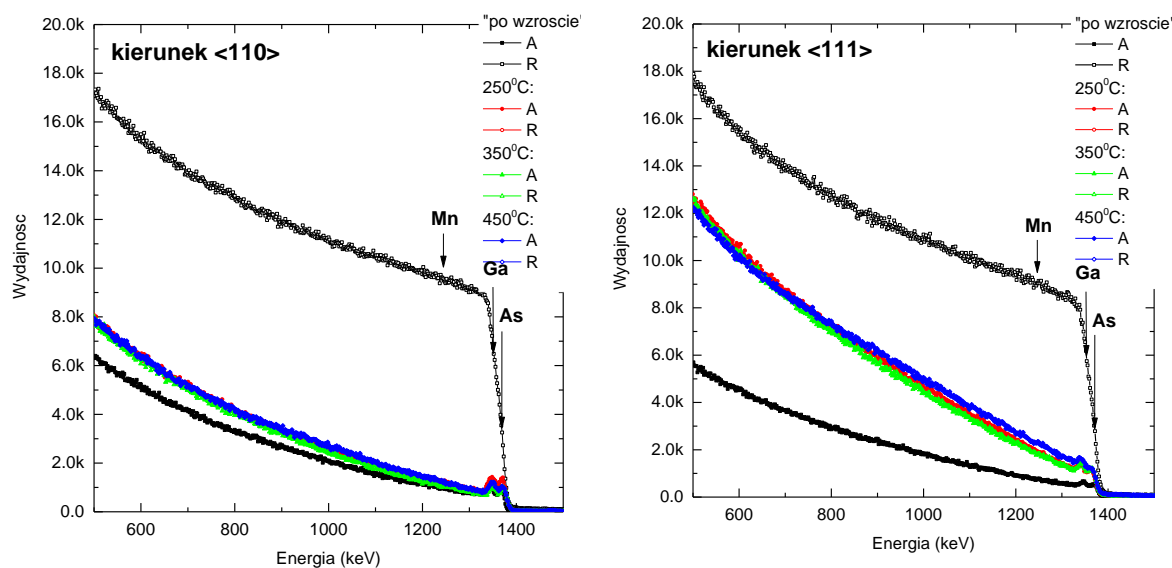 20.0k
18.0k
16.0k
14.0k
12.0k
10.0k
8.0k
6.0k
4.0k
2.0k
0.0
Wydajnosc
kierunek <110>
"po wzroscie"
A
R
250⁰C:
A
R
350⁰C:
A
R
450⁰C:
A
R
Mn
Ga
As
600 800 1000 1200 1400
Energia (keV)
20.0k
18.0k
16.0k
14.0k
12.0k
10.0k
8.0k
6.0k
4.0k
2.0k
0.0
Wydajnosc
kierunek <111>
"po wzroscie"
A
R
250⁰C:
A
R
350⁰C:
A
R
450⁰C:
A
R
Mn
Ga
As
600 800 1000 1200 1400
Energia (keV)